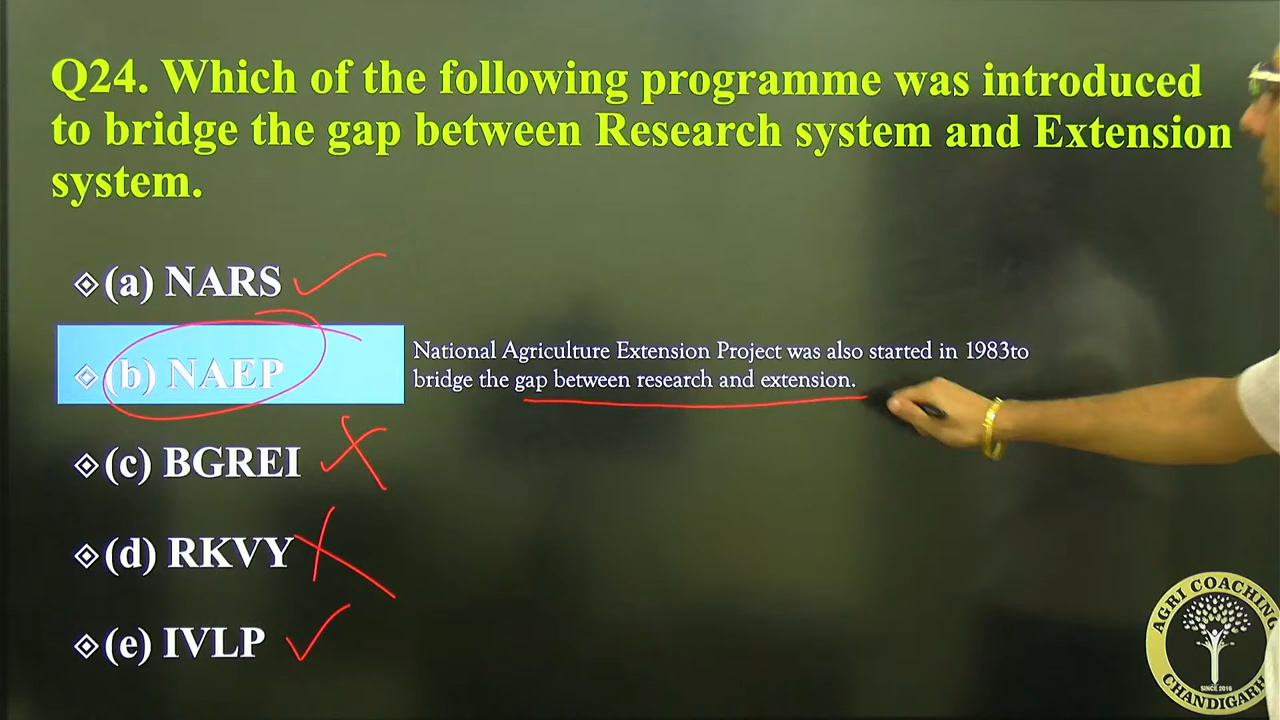 Q24. Which of the following programme was introduced
to bridge the gap between Research system and Extension
system.
(a) NARS
(b) NAEP
National Agriculture Extension Project was also started in 1983to
bridge the gap between research and extension.
(c) BGREI
(d) RKVY
(e) IVLP
AGRI COACHING
SINCE 2016
CHANDIGARH